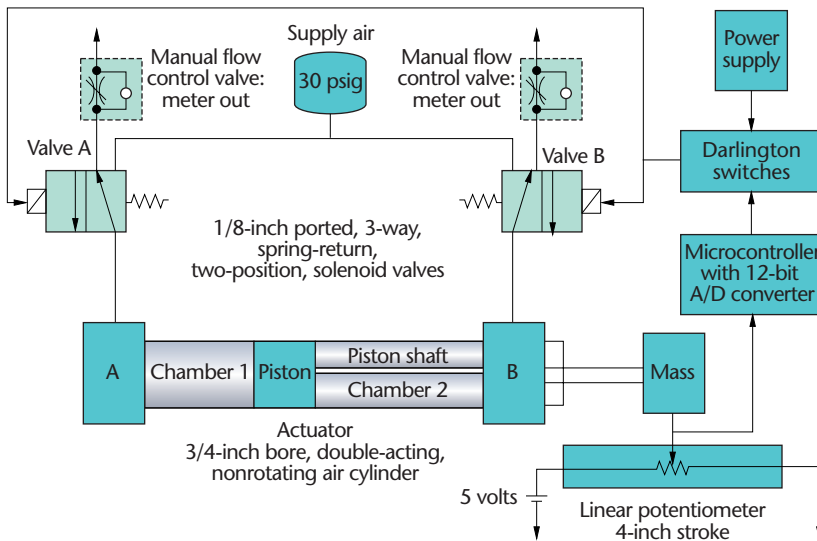 Manual flow
control valve:
meter out
Supply air
30 psig
Manual flow
control valve:
meter out
Power
supply
Valve A
Valve B
Darlington
switches
1/8-inch ported, 3-way,
spring-return,
two-position, solenoid valves
Microcontroller
with 12-bit
A/D converter
A
Chamber 1
Piston
Piston shaft
Chamber 2
B
Mass
Actuator
3/4-inch bore, double-acting,
nonrotating air cylinder
5 volts
Linear potentiometer
4-inch stroke